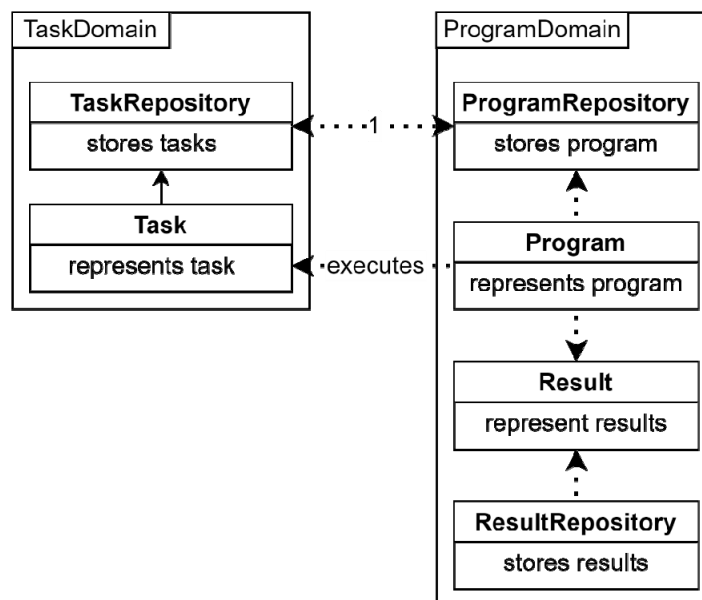 TaskDomain
TaskRepository
stores tasks
Task
represents task
1
executes
ProgramDomain
ProgramRepository
stores program
Program
represents program
Result
represent results
ResultRepository
stores results